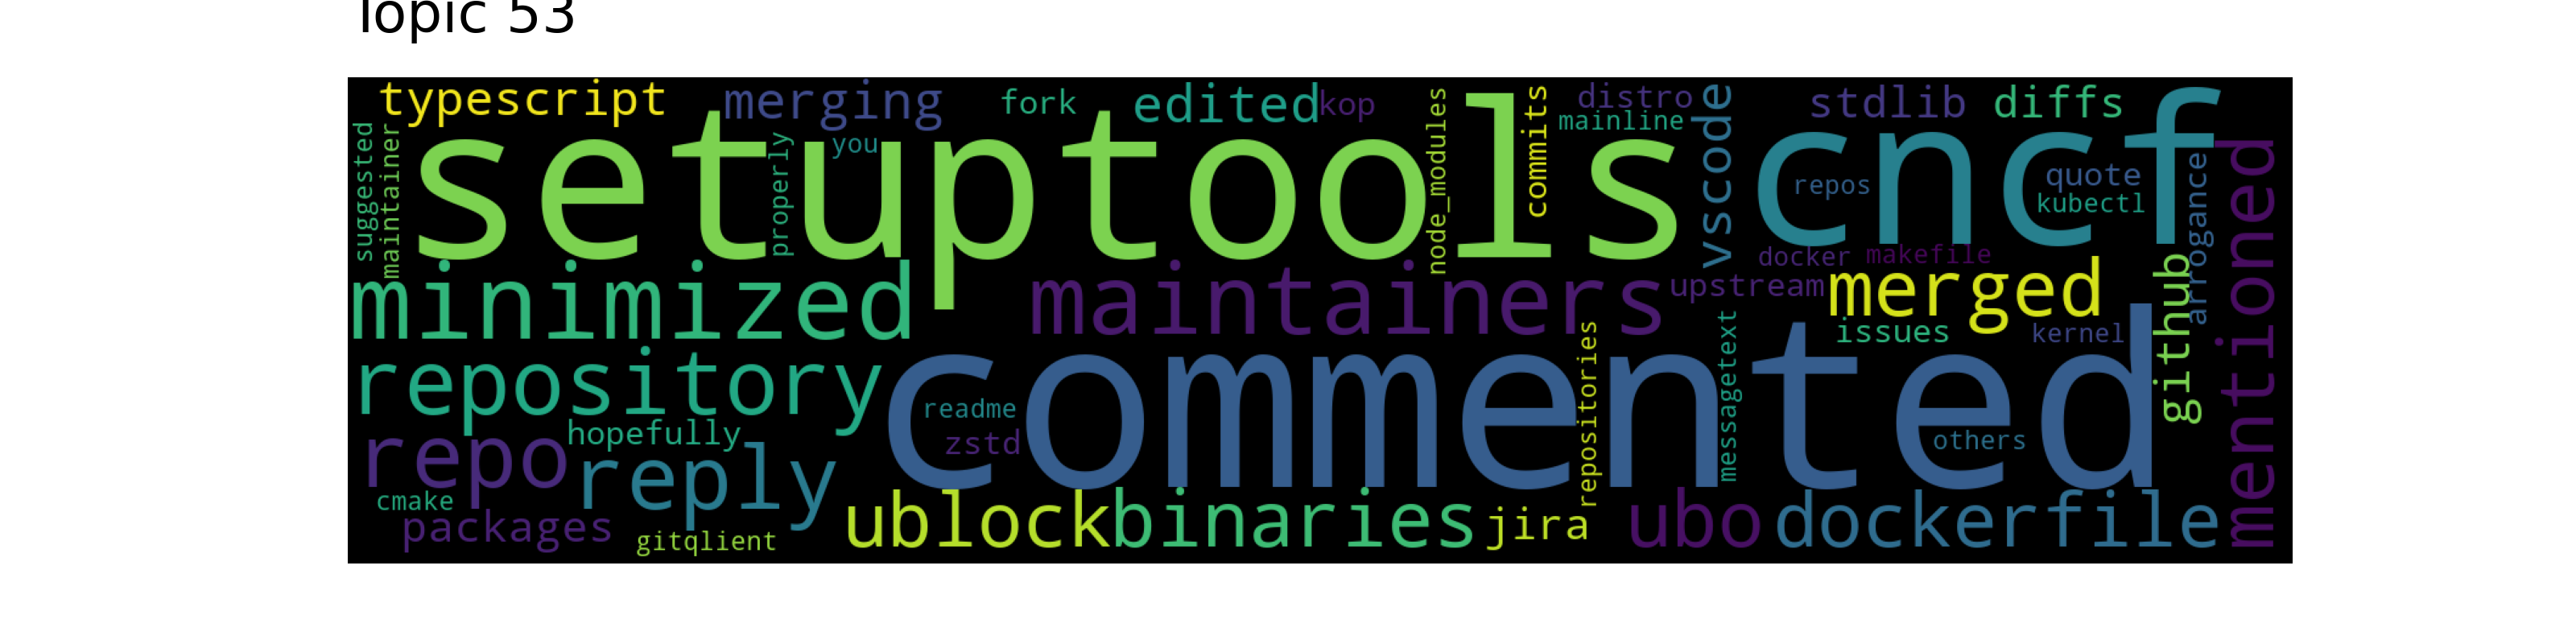 Topic 53
typescript merging fork edited kop distro stdlib diffs
mainline
suggested maintainer setuptools properly you node_modules commits vscode cncf repos quote kubectl arrogance mentioned
docker makefile
minimized maintainers upstream merged
issues kernel github
repository commented readme zstd repositories messagetext others
hopefully
repo reply
cmake
packages gitqlient ublock binaries jira ubo dockerfile